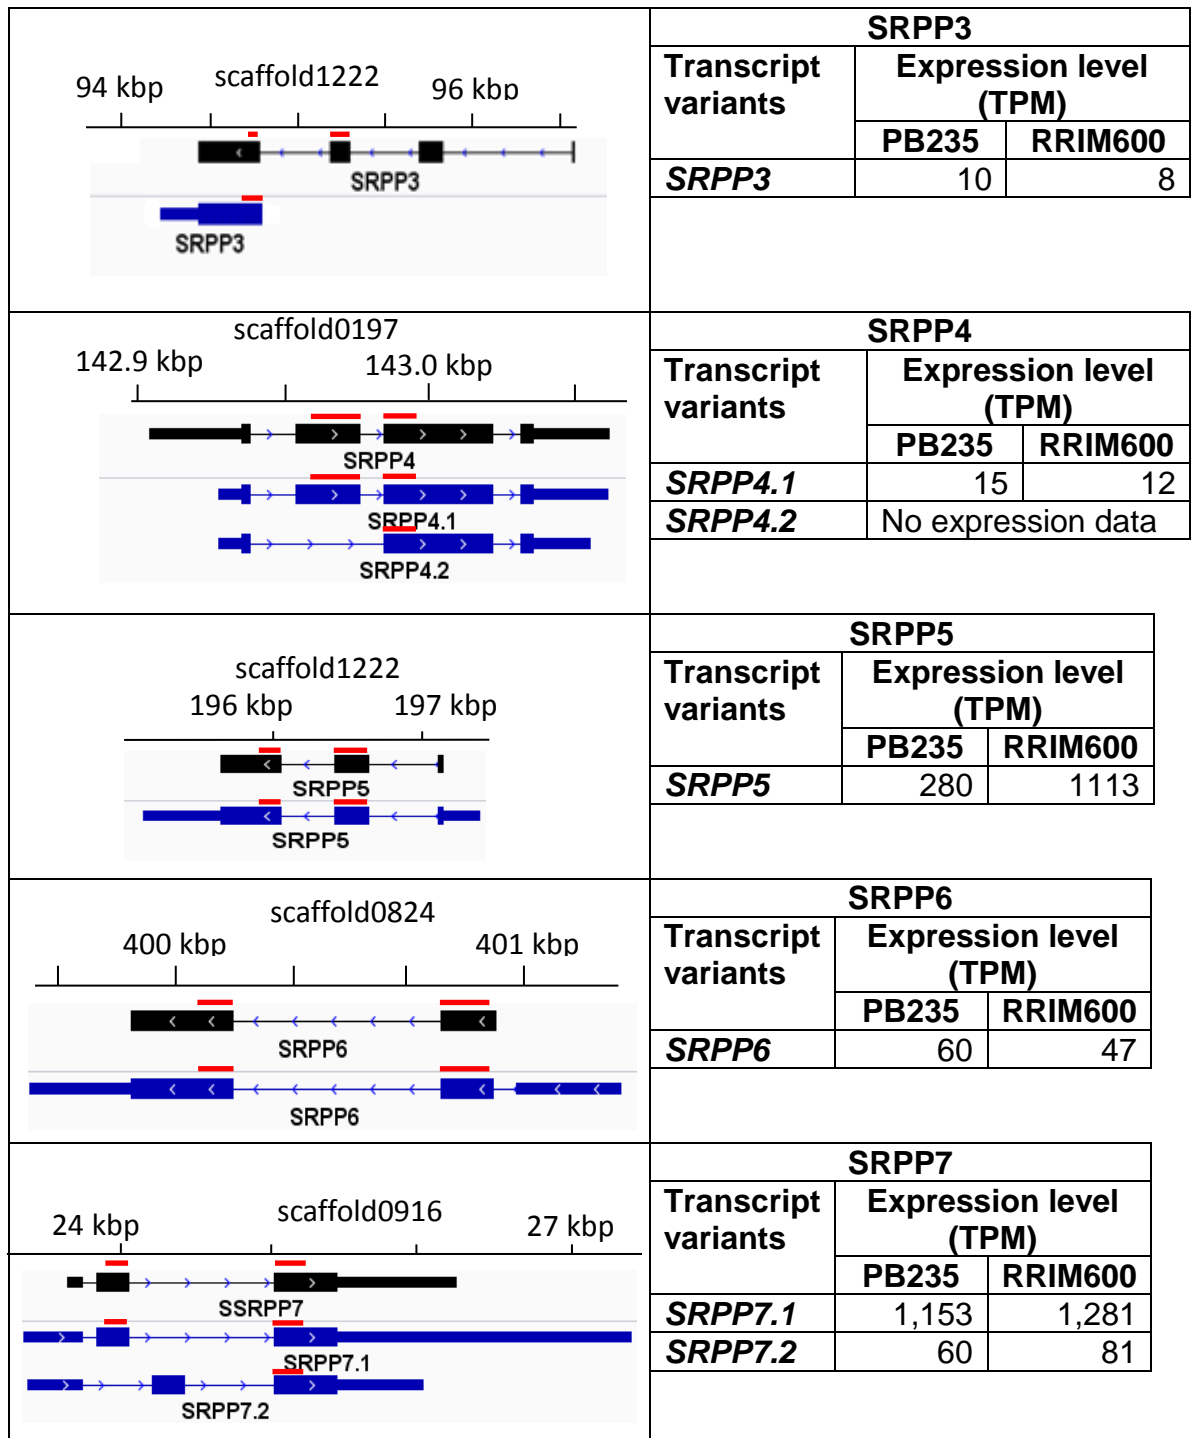 scaffold1222
94 kbp 96 kbp
SRPP3
SRPP3
SRPP3
Transcript variants Expression level (TPM)
PB235 RRIM600
SRPP3 10 8
scaffold0197
142.9 kbp 143.0 kbp
SRPP4
SRPP4.1
SRPP4.2
SRPP4
Transcript variants Expression level (TPM)
PB235 RRIM600
SRPP4.1 15 12
SRPP4.2 No expression data
scaffold1222
196 kbp 197 kbp
SRPP5
SRPP5
SRPP5
Transcript variants Expression level (TPM)
PB235 RRIM600
SRPP5 280 1113
scaffold0824
400 kbp 401 kbp
SRPP6
SRPP6
SRPP6
Transcript variants Expression level (TPM)
PB235 RRIM600
SRPP6 60 47
scaffold0916
24 kbp 27 kbp
SSRPP7
SRPP7.1
SRPP7.2
SRPP7
Transcript variants Expression level (TPM)
PB235 RRIM600
SRPP7.1 1,153 1,281
SRPP7.2 60 81